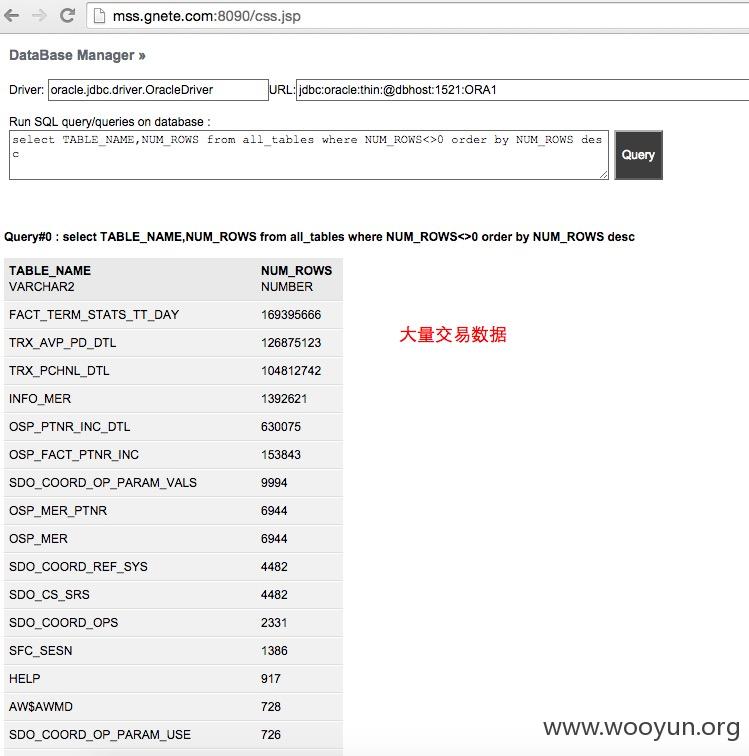 mss.gnete.com:8090/css.jsp
DataBase Manager »
Driver: oracle.jdbc.driver.OracleDriver URL: jdbc:oracle:thin:@dbhost:1521:ORA1
Run SQL query/queries on database :
select TABLE_NAME,NUM_ROWS from all_tables where NUM_ROWS<>0 order by NUM_ROWS des
c
Query
Query#0 : select TABLE_NAME,NUM_ROWS from all_tables where NUM_ROWS<>0 order by NUM_ROWS desc
TABLE_NAME NUM_ROWS
VARCHAR2 NUMBER
FACT_TERM_STATS_TT_DAY 169395666
大量交易数据
TRX_AVP_PD_DTL 126875123
TRX_PCHNL_DTL 104812742
INFO_MER 1392621
OSP_PTNR_INC_DTL 630075
OSP_FACT_PTNR_INC 153843
SDO_COORD_OP_PARAM_VALS 9994
OSP_MER_PTNR 6944
OSP_MER 6944
SDO_COORD_REF_SYS 4482
SDO_CS_SRS 4482
SDO_COORD_OPS 2331
SFC_SESN 1386
HELP 917
AW$AWMD 728
SDO_COORD_OP_PARAM_USE 726
www.wooyun.org